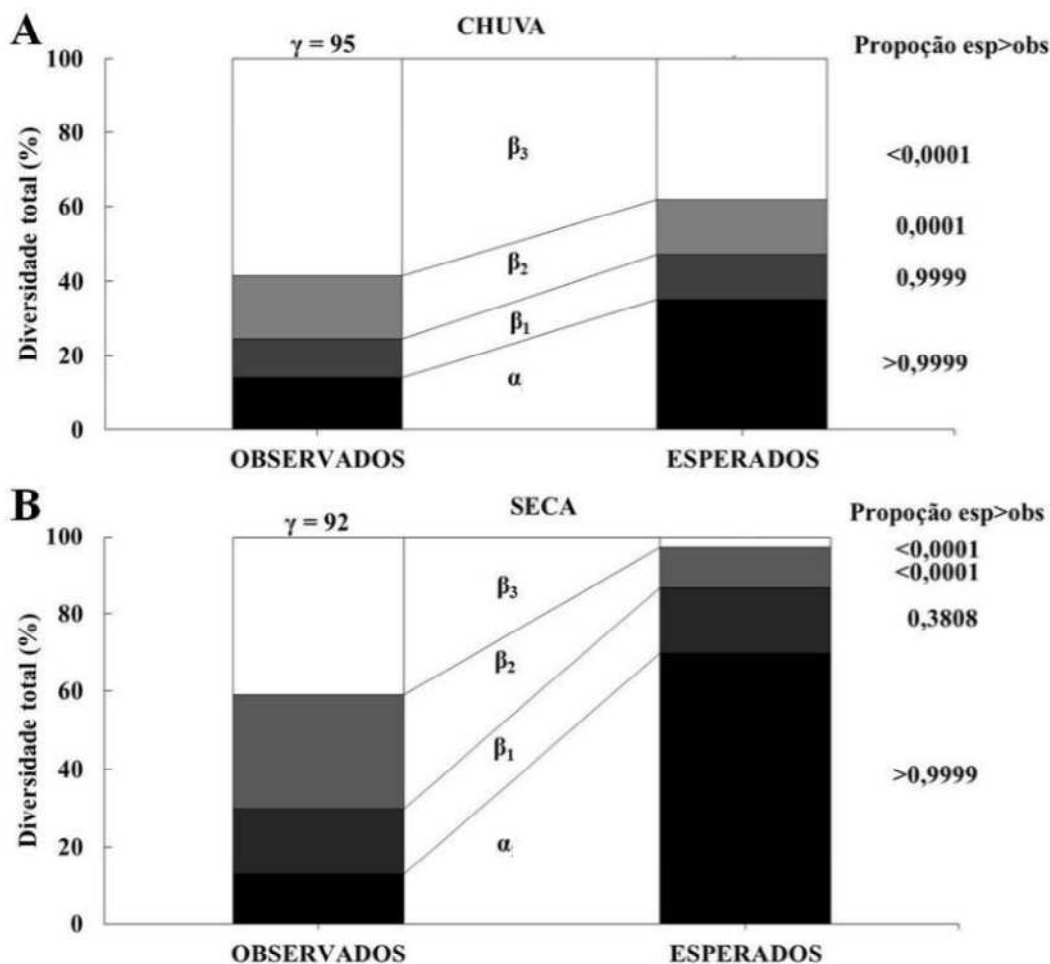 A
CHUVA
γ = 95
Propoção esp>obs
Diversidade total (%)
100
80
60
40
20
0
β3
β2
β1
α
<0,0001
0,0001
0,9999
>0,9999
OBSERVADOS
ESPERADOS
B
SECA
γ = 92
Propoção esp>obs
Diversidade total (%)
100
80
60
40
20
0
β3
β2
β1
α
<0,0001
<0,0001
0,3808
>0,9999
OBSERVADOS
ESPERADOS